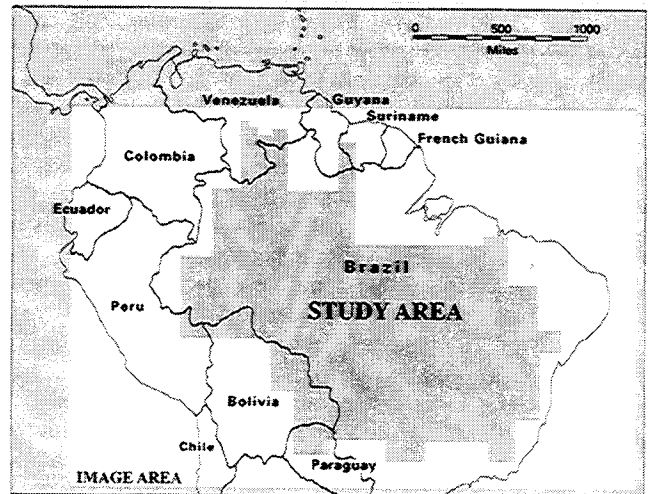 0 500 1000
Miles
Venezuela
Guyana
Suriname
French Guiana
Colombia
Ecuador
Brazil
Peru
STUDY AREA
Bolivia
Chile
Paraguay
IMAGE AREA